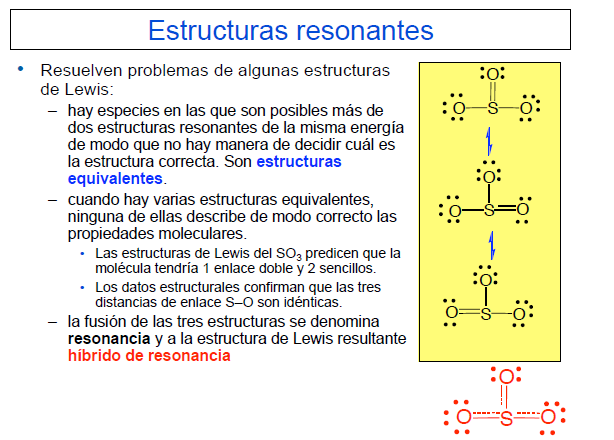 Estructuras resonantes
• Resuelven problemas de algunas estructuras
de Lewis:
– hay especies en las que son posibles más de
dos estructuras resonantes de la misma energía
de modo que no hay manera de decidir cuál es
la estructura correcta. Son estructuras
equivalentes.
– cuando hay varias estructuras equivalentes,
ninguna de ellas describe de modo correcto las
propiedades moleculares.
• Las estructuras de Lewis del SO3 predicen que la
molécula tendría 1 enlace doble y 2 sencillos.
• Los datos estructurales confirman que las tres
distancias de enlace S–O son idénticas.
– la fusión de las tres estructuras se denomina
resonancia y a la estructura de Lewis resultante
híbrido de resonancia
O
O S O
O
O S O
O
O S O
O
O S O